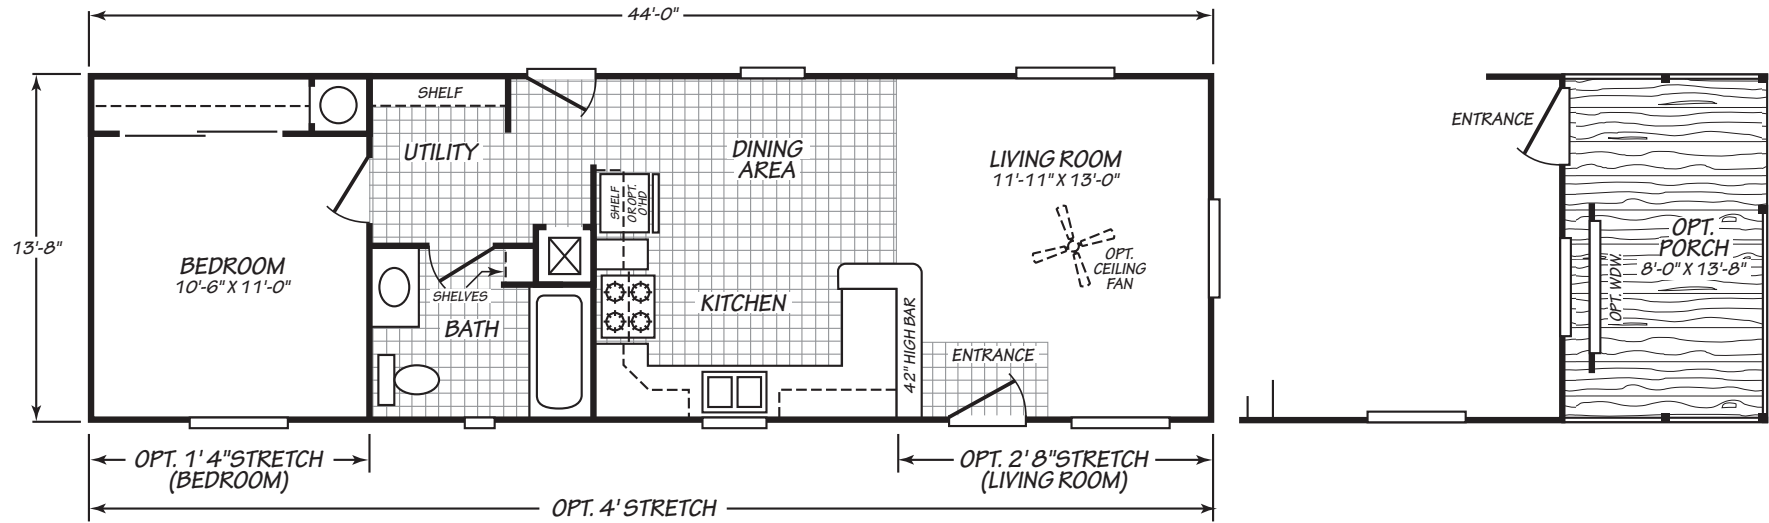 44'-0"
SHELF
UTILITY
DINING
AREA
LIVING ROOM
11'-11" X 13'-0"
SHELF
OR OPT.
O'HD
13'-8"
BEDROOM
10'-6" X 11'-0"
SHELVES
BATH
KITCHEN
OPT.
CEILING
FAN
42" HIGH BAR
ENTRANCE
OPT. 1' 4"STRETCH
(BEDROOM)
OPT. 2' 8"STRETCH
(LIVING ROOM)
OPT. 4' STRETCH
ENTRANCE
OPT.
PORCH
8'-0" X 13'-8"
OPT. WDW.